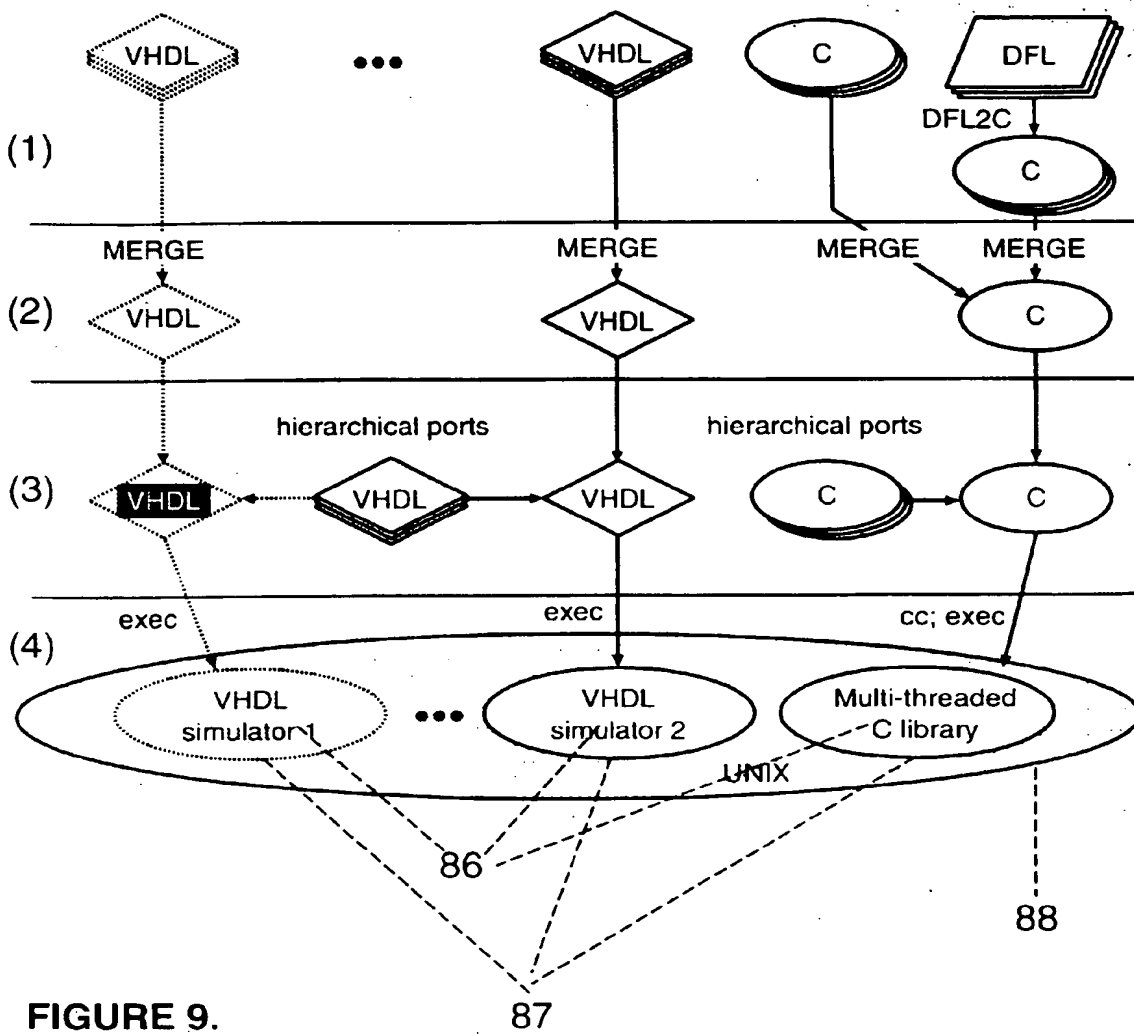 VHDL ••• VHDL C DFL
DFL2C
(1) C
MERGE MERGE MERGE MERGE
(2) VHDL VHDL C
hierarchical ports hierarchical ports
(3) VHDL VHDL VHDL C C
exec exec cc; exec
(4)
VHDL
simulator 1
•••
VHDL
simulator 2
Multi-threaded
C library
UNIX
86
88
87
FIGURE 9.